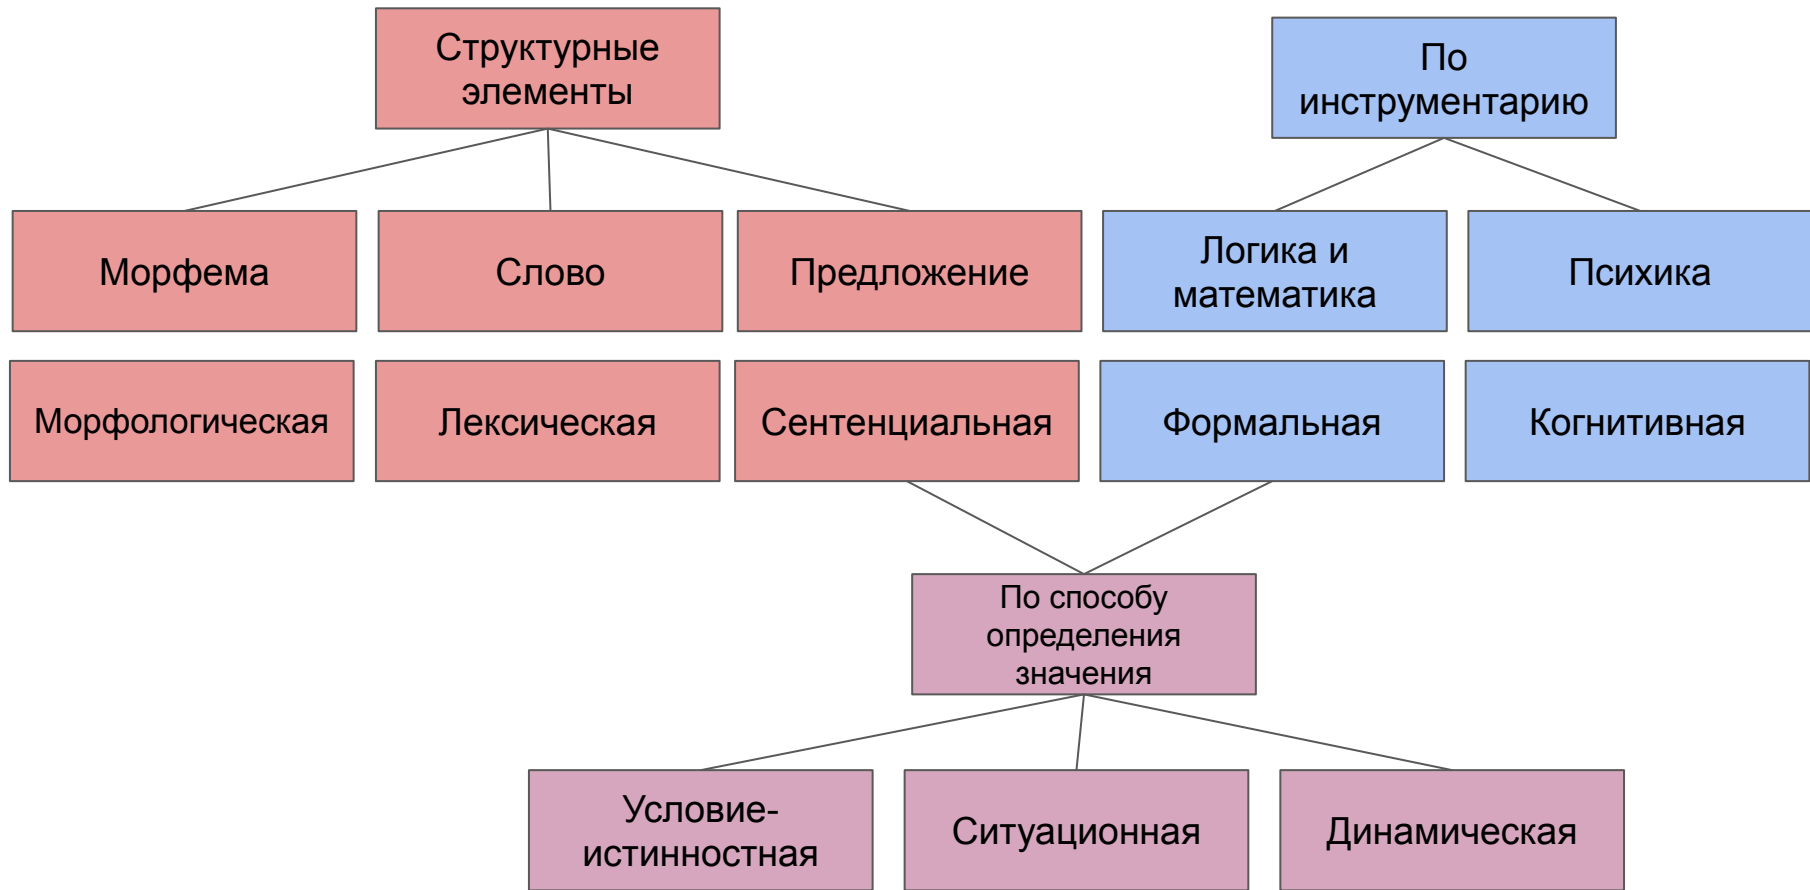 Структурные
элементы
По
инструментарию
Морфема
Слово
Предложение
Логика и
математика
Психика
Морфологическая
Лексическая
Сентенциальная
Формальная
Когнитивная
По способу
определения
значения
Условие-
истинностная
Ситуационная
Динамическая